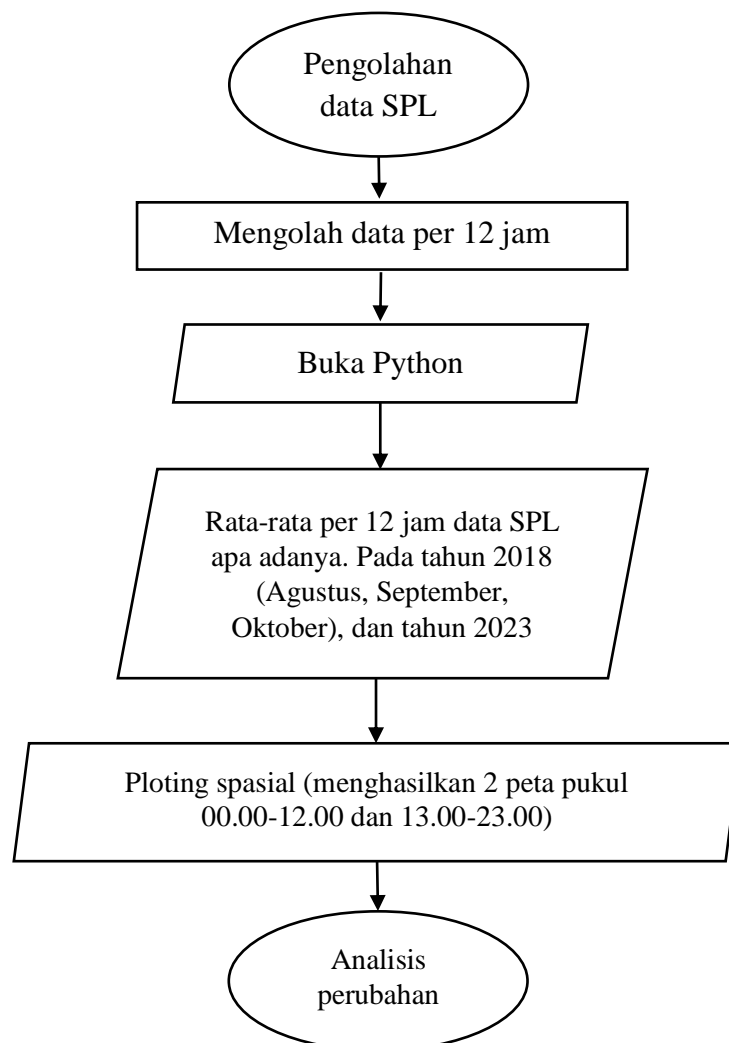 Pengolahan
data SPL
Mengolah data per 12 jam
Buka Python
Rata-rata per 12 jam data SPL
apa adanya. Pada tahun 2018
(Agustus, September,
Oktober), dan tahun 2023
Ploting spasial (menghasilkan 2 peta pukul
00.00-12.00 dan 13.00-23.00)
Analisis
perubahan